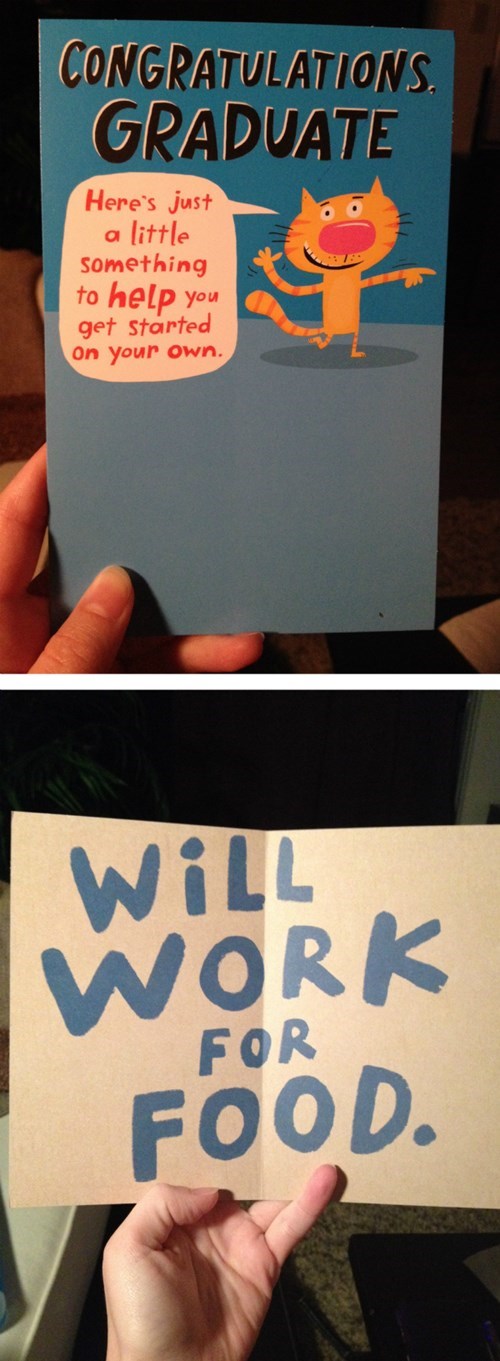 CONGRATULATIONS,
GRADUATE
Here's just
a little
something
to help you
get started
on your own.
WiLL
WORK
FOR
FOOD.